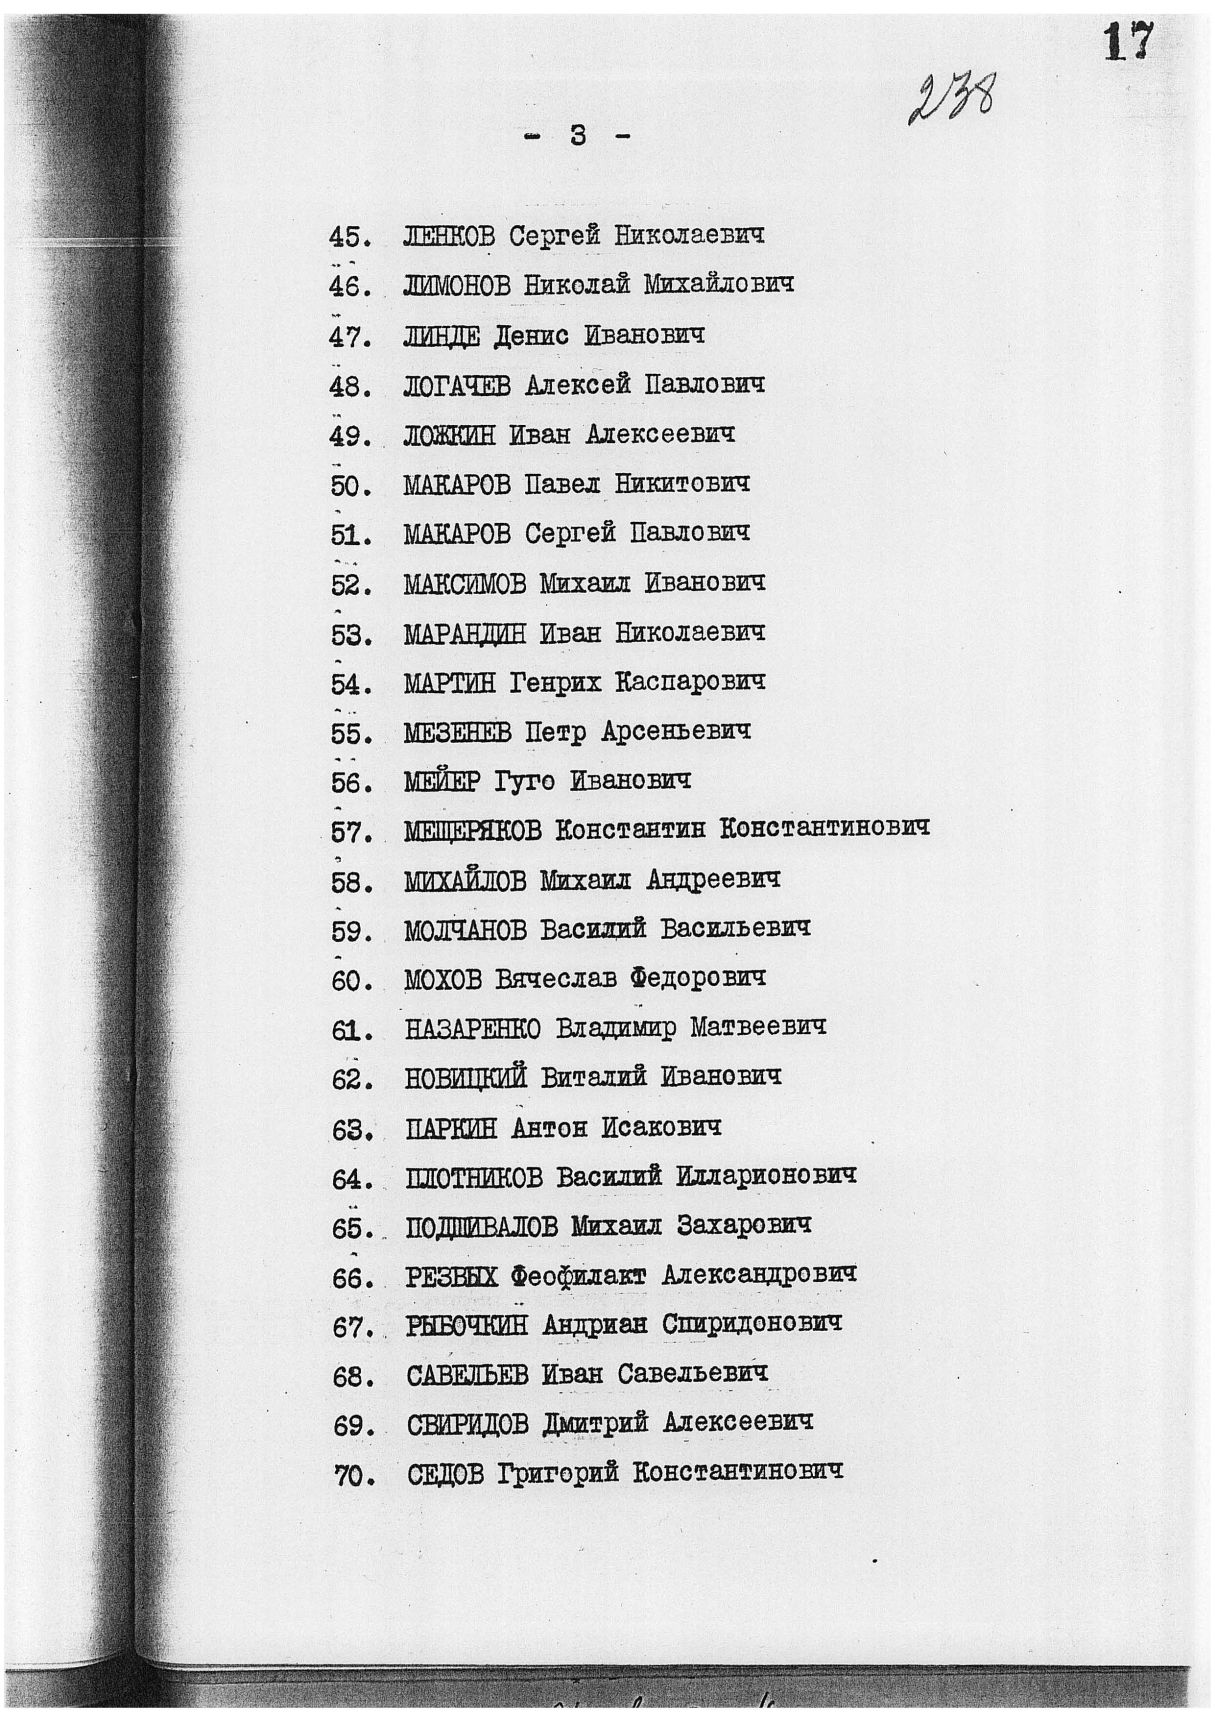 17
238
- 3 -
45. ЛЕНКОВ Сергей Николаевич
46. ЛИМОНОВ Николай Михайлович
47. ЛИНДЕ Денис Иванович
48. ЛОГАЧЕВ Алексей Павлович
49. ЛОЖКИН Иван Алексеевич
50. МАКАРОВ Павел Никитович
51. МАКАРОВ Сергей Павлович
52. МАКСИМОВ Михаил Иванович
53. МАРАНДИН Иван Николаевич
54. МАРТИН Генрих Каспарович
55. МЕЗЕНЕВ Петр Арсеньевич
56. МЕЙЕР Гуго Иванович
57. МЕЩЕРЯКОВ Константин Константинович
58. МИХАЙЛОВ Михаил Андреевич
59. МОЛЧАНОВ Василий Васильевич
60. МОХОВ Вячеслав Федорович
61. НАЗАРЕНКО Владимир Матвеевич
62. НОВИЦКИЙ Виталий Иванович
63. ПАРКИН Антон Исакович
64. ПЛОТНИКОВ Василий Илларионович
65. ПОДШИВАЛОВ Михаил Захарович
66. РЕЗВЫХ Феофилакт Александрович
67. РЫБОЧКИН Андриан Спиридонович
68. САВЕЛЬЕВ Иван Савельевич
69. СВИРИДОВ Дмитрий Алексеевич
70. СЕДОВ Григорий Константинович